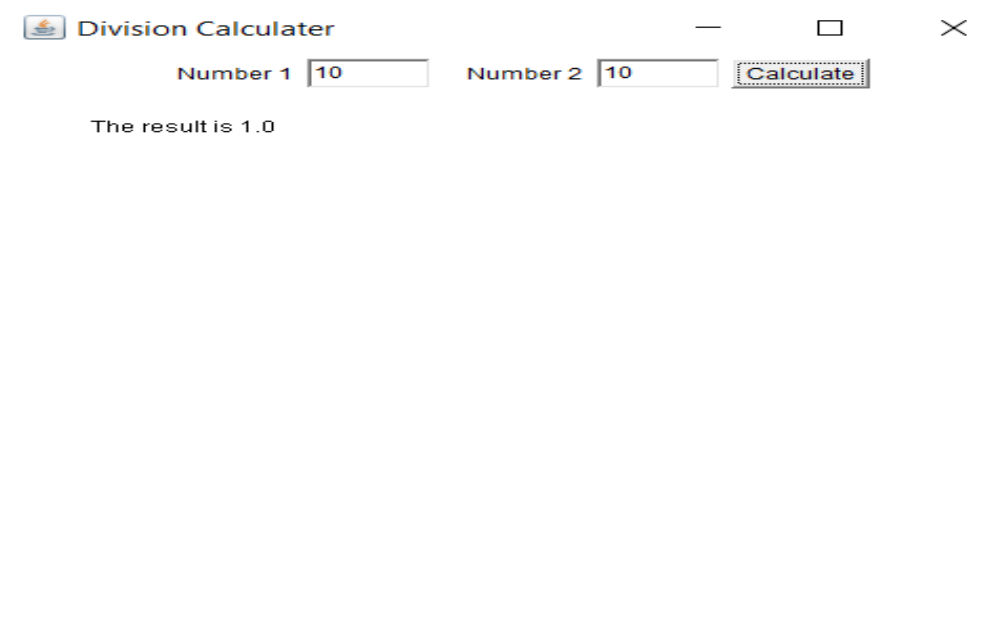 Division Calculater
Number 1 10 Number 2 10 Calculate
The result is 1.0